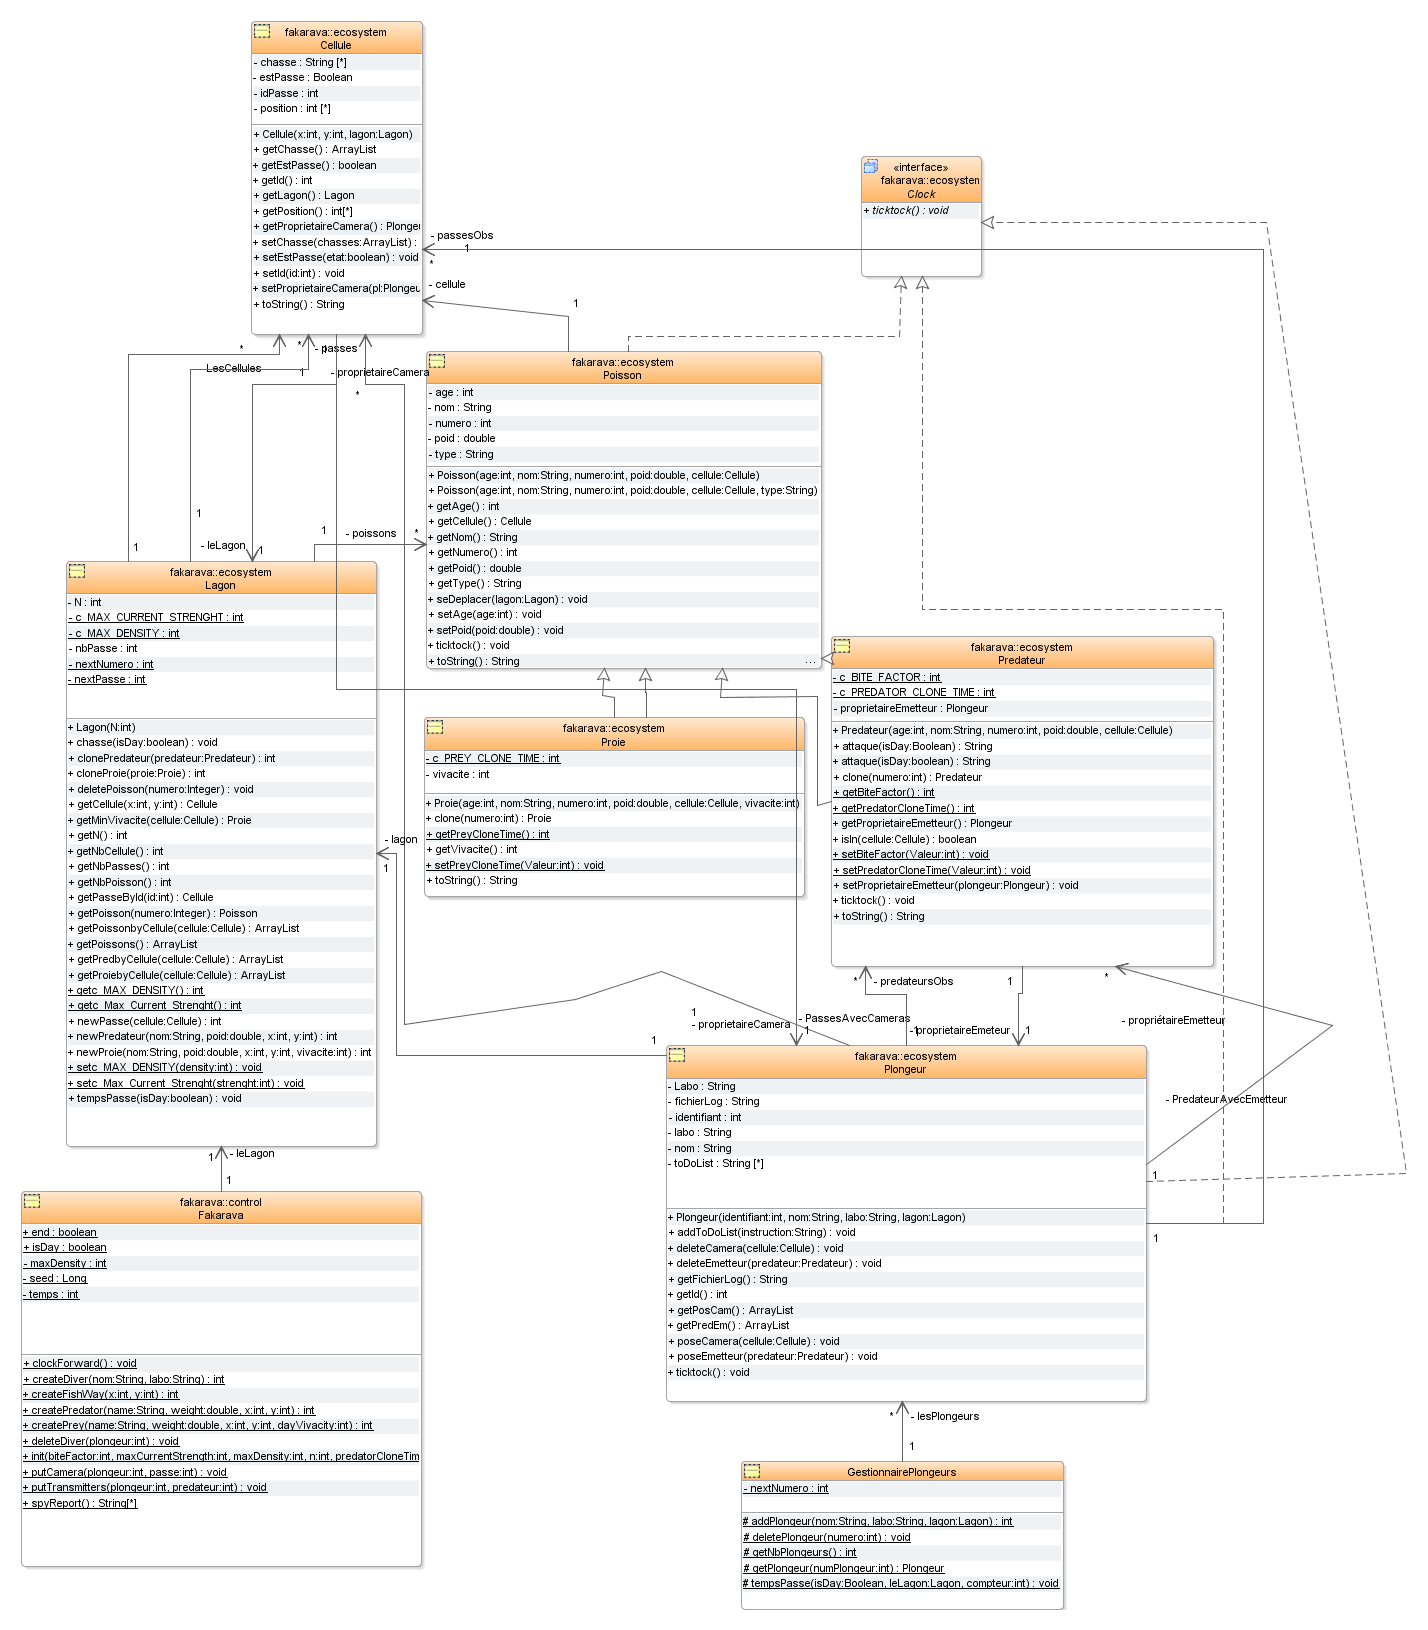 fakarava::ecosystem
Cellule
- chasse : String [*]
- estPasse : Boolean
- idPasse : int
- position : int [*]
+ Cellule(x:int, y:int, lagon:Lagon)
+ getChasse() : ArrayList
+ getEstPasse() : boolean
+ getId() : int
+ getLagon() : Lagon
+ getPosition() : int[*]
+ getProprietaireCamera() : Plongeu
+ setChasse(chasses:ArrayList) :
+ setEstPasse(etat:boolean) : void
+ setId(id:int) : void
+ setProprietaireCamera(pl:Plongeu
+ toString() : String
«interface»
fakarava::ecosystem
Clock
+ ticktock() : void
- passesObs
1
*
- cellule
1
*
LesCellules
1
*
- passes
1
1
- proprietaireCamera
*
1
- leLagon
1
1
- poissons
*
fakarava::ecosystem
Poisson
- age : int
- nom : String
- numero : int
- poid : double
- type : String
+ Poisson(age:int, nom:String, numero:int, poid:double, cellule:Cellule)
+ Poisson(age:int, nom:String, numero:int, poid:double, cellule:Cellule, type:String)
+ getAge() : int
+ getCellule() : Cellule
+ getNom() : String
+ getNumero() : int
+ getPoid() : double
+ getType() : String
+ seDeplacer(lagon:Lagon) : void
+ setAge(age:int) : void
+ setPoid(poid:double) : void
+ ticktock() : void
+ toString() : String
...
fakarava::ecosystem
Lagon
- N : int
- c_MAX_CURRENT_STRENGHT : int
- c_MAX_DENSITY : int
- nbPasse : int
- nextNumero : int
- nextPasse : int
+ Lagon(N:int)
+ chasse(isDay:boolean) : void
+ clonePredateur(predateur:Predateur) : int
+ cloneProie(proie:Proie) : int
+ deletePoisson(numero:Integer) : void
+ getCellule(x:int, y:int) : Cellule
+ getMinVivacite(cellule:Cellule) : Proie
+ getN() : int
+ getNbCellule() : int
+ getNbPasses() : int
+ getNbPoisson() : int
+ getPasseById(id:int) : Cellule
+ getPoisson(numero:Integer) : Poisson
+ getPoissonbyCellule(cellule:Cellule) : ArrayList
+ getPoissons() : ArrayList
+ getPredbyCellule(cellule:Cellule) : ArrayList
+ getProiebyCellule(cellule:Cellule) : ArrayList
+ getc_MAX_DENSITY() : int
+ getc_Max_Current_Strenght() : int
+ newPasse(cellule:Cellule) : int
+ newPredateur(nom:String, poid:double, x:int, y:int) : int
+ newProie(nom:String, poid:double, x:int, y:int, vivacite:int) : int
+ setc_MAX_DENSITY(density:int) : void
+ setc_Max_Current_Strenght(strenght:int) : void
+ tempsPasse(isDay:boolean) : void
fakarava::ecosystem
Proie
- c_PREY_CLONE_TIME : int
- vivacite : int
+ Proie(age:int, nom:String, numero:int, poid:double, cellule:Cellule, vivacite:int)
+ clone(numero:int) : Proie
+ getPreyCloneTime() : int
+ getVivacite() : int
+ setPreyCloneTime(Valeur:int) : void
+ toString() : String
fakarava::ecosystem
Predateur
- c_BITE_FACTOR : int
- c_PREDATOR_CLONE_TIME : int
- proprietaireEmetteur : Plongeur
+ Predateur(age:int, nom:String, numero:int, poid:double, cellule:Cellule)
+ attaque(isDay:Boolean) : String
+ attaque(isDay:boolean) : String
+ clone(numero:int) : Predateur
+ getBiteFactor() : int
+ getPredatorCloneTime() : int
+ getProprietaireEmetteur() : Plongeur
+ isIn(cellule:Cellule) : boolean
+ setBiteFactor(Valeur:int) : void
+ setPredatorCloneTime(Valeur:int) : void
+ setProprietaireEmetteur(plongeur:Plongeur) : void
+ ticktock() : void
+ toString() : String
- lagon
1
1
* - predateursObs
1
*
1
- proprietaireCamera
- PassesAvecCameras
1
1
- proprietaireEmeteur
1
- propriétaireEmetteur
- PredateurAvecEmetteur
1
1
fakarava::ecosystem
Plongeur
- Labo : String
- fichierLog : String
- identifiant : int
- labo : String
- nom : String
- toDoList : String [*]
+ Plongeur(identifiant:int, nom:String, labo:String, lagon:Lagon)
+ addToDoList(instruction:String) : void
+ deleteCamera(cellule:Cellule) : void
+ deleteEmetteur(predateur:Predateur) : void
+ getFichierLog() : String
+ getId() : int
+ getPosCam() : ArrayList
+ getPredEm() : ArrayList
+ poseCamera(cellule:Cellule) : void
+ poseEmetteur(predateur:Predateur) : void
+ ticktock() : void
1 - leLagon
1
fakarava::control
Fakarava
+ end : boolean
+ isDay : boolean
- maxDensity : int
- seed : Long
- temps : int
+ clockForward() : void
+ createDiver(nom:String, labo:String) : int
+ createFishWay(x:int, y:int) : int
+ createPredator(name:String, weight:double, x:int, y:int) : int
+ createPrey(name:String, weight:double, x:int, y:int, dayVivacity:int) : int
+ deleteDiver(plongeur:int) : void
+ init(biteFactor:int, maxCurrentStrength:int, maxDensity:int, n:int, predatorCloneTim
+ putCamera(plongeur:int, passe:int) : void
+ putTransmitters(plongeur:int, predateur:int) : void
+ spyReport() : String[*]
* - lesPlongeurs
1
GestionnairePlongeurs
- nextNumero : int
# addPlongeur(nom:String, labo:String, lagon:Lagon) : int
# deletePlongeur(numero:int) : void
# getNbPlongeurs() : int
# getPlongeur(numPlongeur:int) : Plongeur
# tempsPasse(isDay:Boolean, leLagon:Lagon, compteur:int) : void